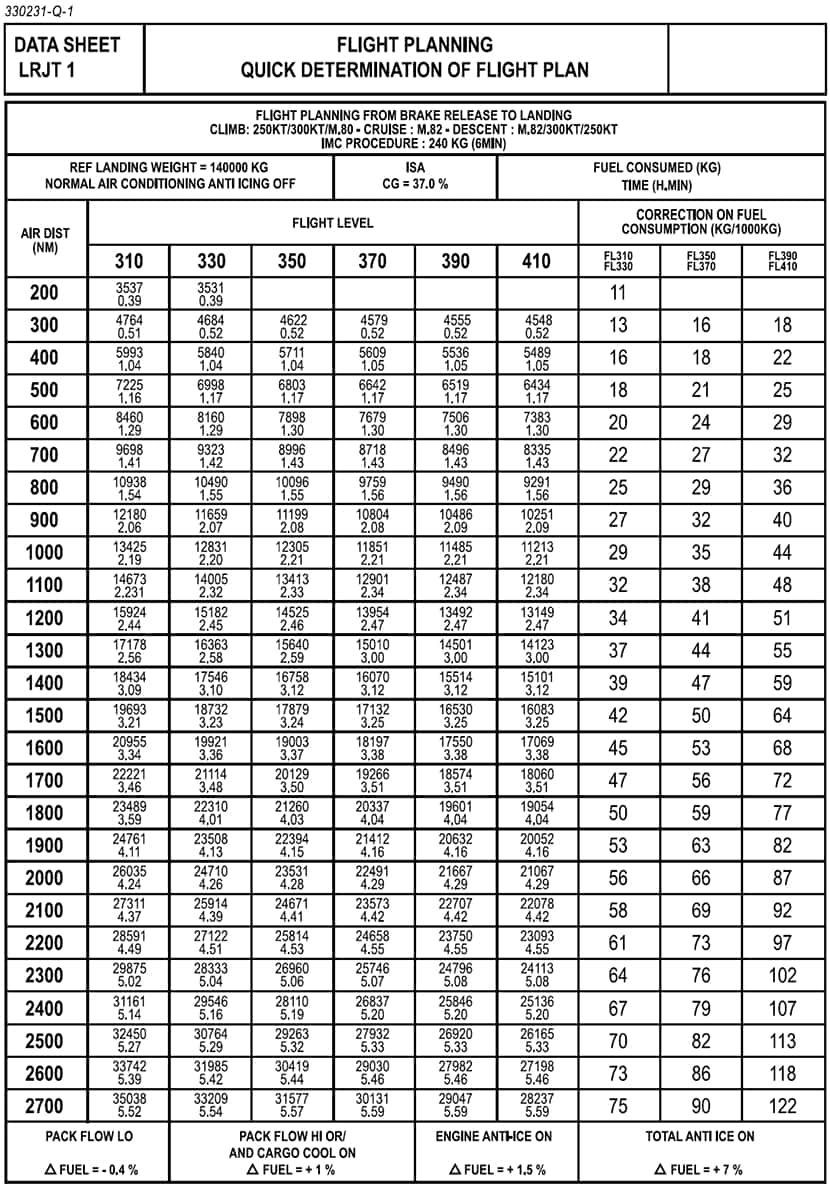 330231-Q-1
DATA SHEET
LRJT 1
FLIGHT PLANNING
QUICK DETERMINATION OF FLIGHT PLAN
FLIGHT PLANNING FROM BRAKE RELEASE TO LANDING
CLIMB: 250KT/300KT/M.80 - CRUISE : M.82 - DESCENT : M.82/300KT/250KT
IMC PROCEDURE : 240 KG (6MIN)
REF LANDING WEIGHT = 140000 KG
NORMAL AIR CONDITIONING ANTI ICING OFF
ISA
CG = 37.0 %
FUEL CONSUMED (KG)
TIME (H.MIN)
AIR DIST
(NM)
FLIGHT LEVEL
CORRECTION ON FUEL
CONSUMPTION (KG/1000KG)
310 330 350 370 390 410 FL310 FL350 FL390
FL330 FL370 FL410
200 3537 3531 11
0.39 0.39
300 4764 4684 4622 4579 4555 4548 13 16 18
0.51 0.52 0.52 0.52 0.52 0.52
400 5993 5840 5711 5609 5536 5489 16 18 22
1.04 1.04 1.04 1.05 1.05 1.05
500 7225 6998 6803 6642 6519 6434 18 21 25
1.16 1.17 1.17 1.17 1.17 1.17
600 8460 8160 7898 7679 7506 7383 20 24 29
1.29 1.29 1.30 1.30 1.30 1.30
700 9698 9323 8996 8718 8496 8335 22 27 32
1.41 1.42 1.43 1.43 1.43 1.43
800 10938 10490 10096 9759 9490 9291 25 29 36
1.54 1.55 1.55 1.56 1.56 1.56
900 12180 11659 11199 10804 10486 10251 27 32 40
2.06 2.07 2.08 2.08 2.09 2.09
1000 13425 12831 12305 11851 11485 11213 29 35 44
2.19 2.20 2.21 2.21 2.21 2.21
1100 14673 14005 13413 12901 12487 12180 32 38 48
2.231 2.32 2.33 2.34 2.34 2.34
1200 15924 15182 14525 13954 13492 13149 34 41 51
2.44 2.45 2.46 2.47 2.47 2.47
1300 17178 16363 15640 15010 14501 14123 37 44 55
2.56 2.58 2.59 3.00 3.00 3.00
1400 18434 17546 16758 16070 15514 15101 39 47 59
3.09 3.10 3.12 3.12 3.12 3.12
1500 19693 18732 17879 17132 16530 16083 42 50 64
3.21 3.23 3.24 3.25 3.25 3.25
1600 20955 19921 19003 18197 17550 17069 45 53 68
3.34 3.36 3.37 3.38 3.38 3.38
1700 22221 21114 20129 19266 18574 18060 47 56 72
3.46 3.48 3.50 3.51 3.51 3.51
1800 23489 22310 21260 20337 19601 19054 50 59 77
3.59 4.01 4.03 4.04 4.04 4.04
1900 24761 23508 22394 21412 20632 20052 53 63 82
4.11 4.13 4.15 4.16 4.16 4.16
2000 26035 24710 23531 22491 21667 21067 56 66 87
4.24 4.26 4.28 4.29 4.29 4.29
2100 27311 25914 24671 23573 22707 22078 58 69 92
4.37 4.39 4.41 4.42 4.42 4.42
2200 28591 27122 25814 24658 23750 23093 61 73 97
4.49 4.51 4.53 4.55 4.55 4.55
2300 29875 28333 26960 25746 24796 24113 64 76 102
5.02 5.04 5.06 5.07 5.08 5.08
2400 31161 29546 28110 26837 25846 25136 67 79 107
5.14 5.16 5.19 5.20 5.20 5.20
2500 32450 30764 29263 27932 26920 26165 70 82 113
5.27 5.29 5.32 5.33 5.33 5.33
2600 33742 31985 30419 29030 27982 27198 73 86 118
5.39 5.42 5.44 5.46 5.46 5.46
2700 35038 33209 31577 30131 29047 28237 75 90 122
5.52 5.54 5.57 5.59 5.59 5.59
PACK FLOW LO
Δ FUEL = - 0.4 %
PACK FLOW HI OR/
AND CARGO COOL ON
Δ FUEL = + 1 %
ENGINE ANTI-ICE ON
Δ FUEL = + 1.5 %
TOTAL ANTI ICE ON
Δ FUEL = + 7 %